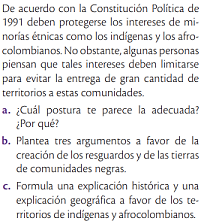 De acuerdo con la Constitución Política de
1991 deben protegerse los intereses de mi-
norías étnicas como los indígenas y los afro-
colombianos. No obstante, algunas personas
piensan que tales intereses deben limitarse
para evitar la entrega de gran cantidad de
territorios a estas comunidades.
a. ¿Cuál postura te parece la adecuada?
¿Por qué?
b. Plantea tres argumentos a favor de la
creación de los resguardos y de las tierras
de comunidades negras.
c. Formula una explicación histórica y una
explicación geográfica a favor de los te-
rritorios de indígenas y afrocolombianos.